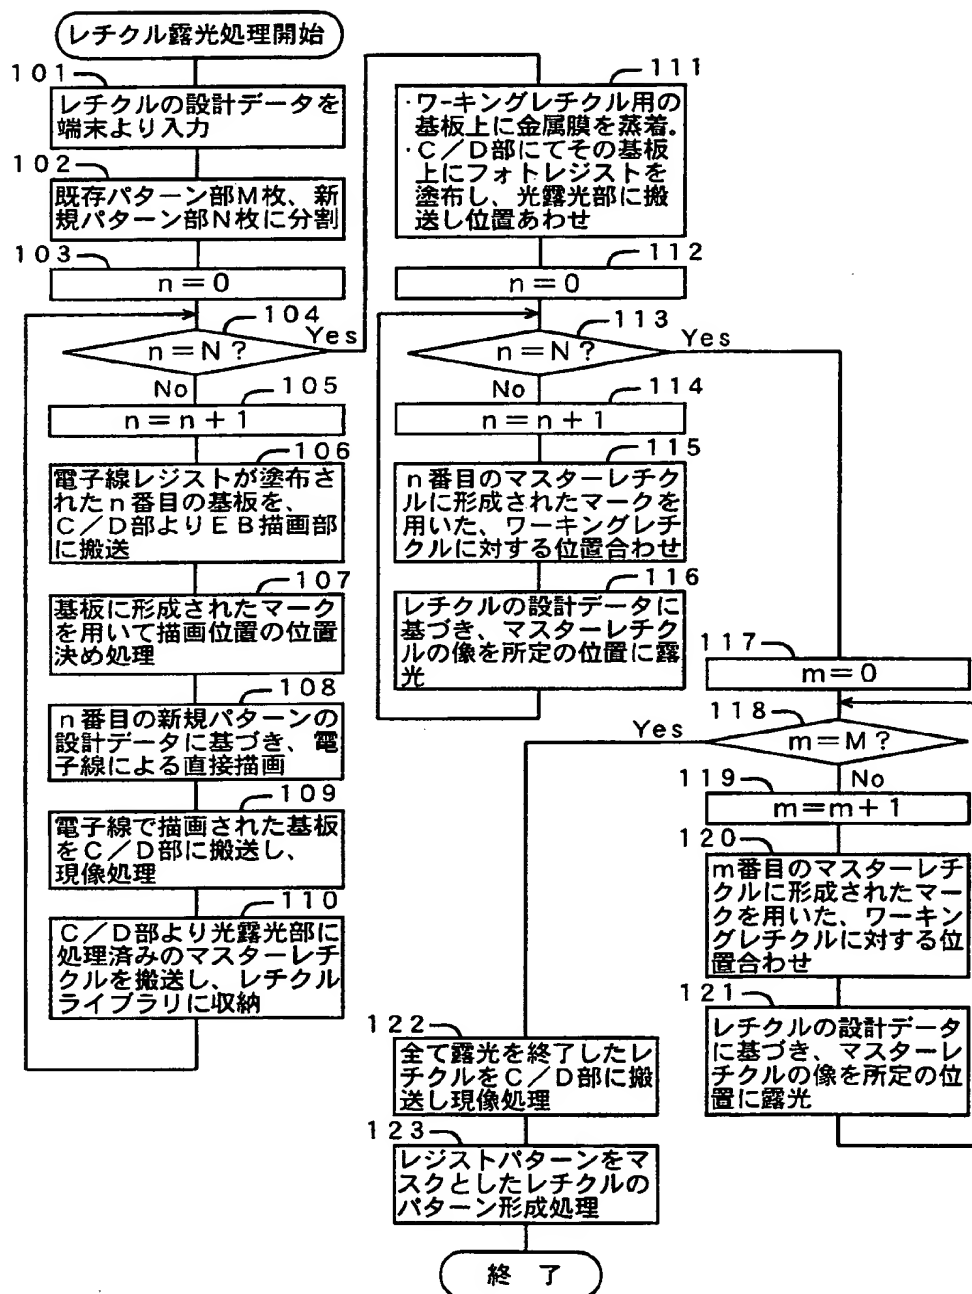 レチクル露光処理開始
101
レチクルの設計データを
端末より入力
102
既存パターン部M枚、新
規パターン部N枚に分割
103
n=0
104
n=N?
Yes
No
105
n=n+1
106
電子線レジストが塗布さ
れたn番目の基板を、
C/D部よりEB描画部
に搬送
107
基板に形成されたマーク
を用いて描画位置の位置
決め処理
108
n番目の新規パターンの
設計データに基づき、電
子線による直接描画
109
電子線で描画された基板
をC/D部に搬送し、
現像処理
110
C/D部より光露光部に
処理済みのマスターレチ
クルを搬送し、レチクル
ライブラリに収納
111
・ワーキングレチクル用の
基板上に金属膜を蒸着.
・C/D部にてその基板
上にフォトレジストを
塗布し、光露光部に搬
送し位置あわせ
112
n=0
113
n=N?
Yes
No
114
n=n+1
115
n番目のマスターレチク
ルに形成されたマークを
用いた、ワーキングレチ
クルに対する位置合わせ
116
レチクルの設計データに
基づき、マスターレチク
ルの像を所定の位置に露
光
117
m=0
118
m=M?
Yes
No
119
m=m+1
120
m番目のマスターレチ
クルに形成されたマー
クを用いた、ワーキン
グレチクルに対する位
置合わせ
121
レチクルの設計データ
に基づき、マスターレ
チクルの像を所定の位
置に露光
122
全て露光を終了したレ
チクルをC/D部に搬
送し現像処理
123
レジストパターンをマ
スクとしたレチクルの
パターン形成処理
終了